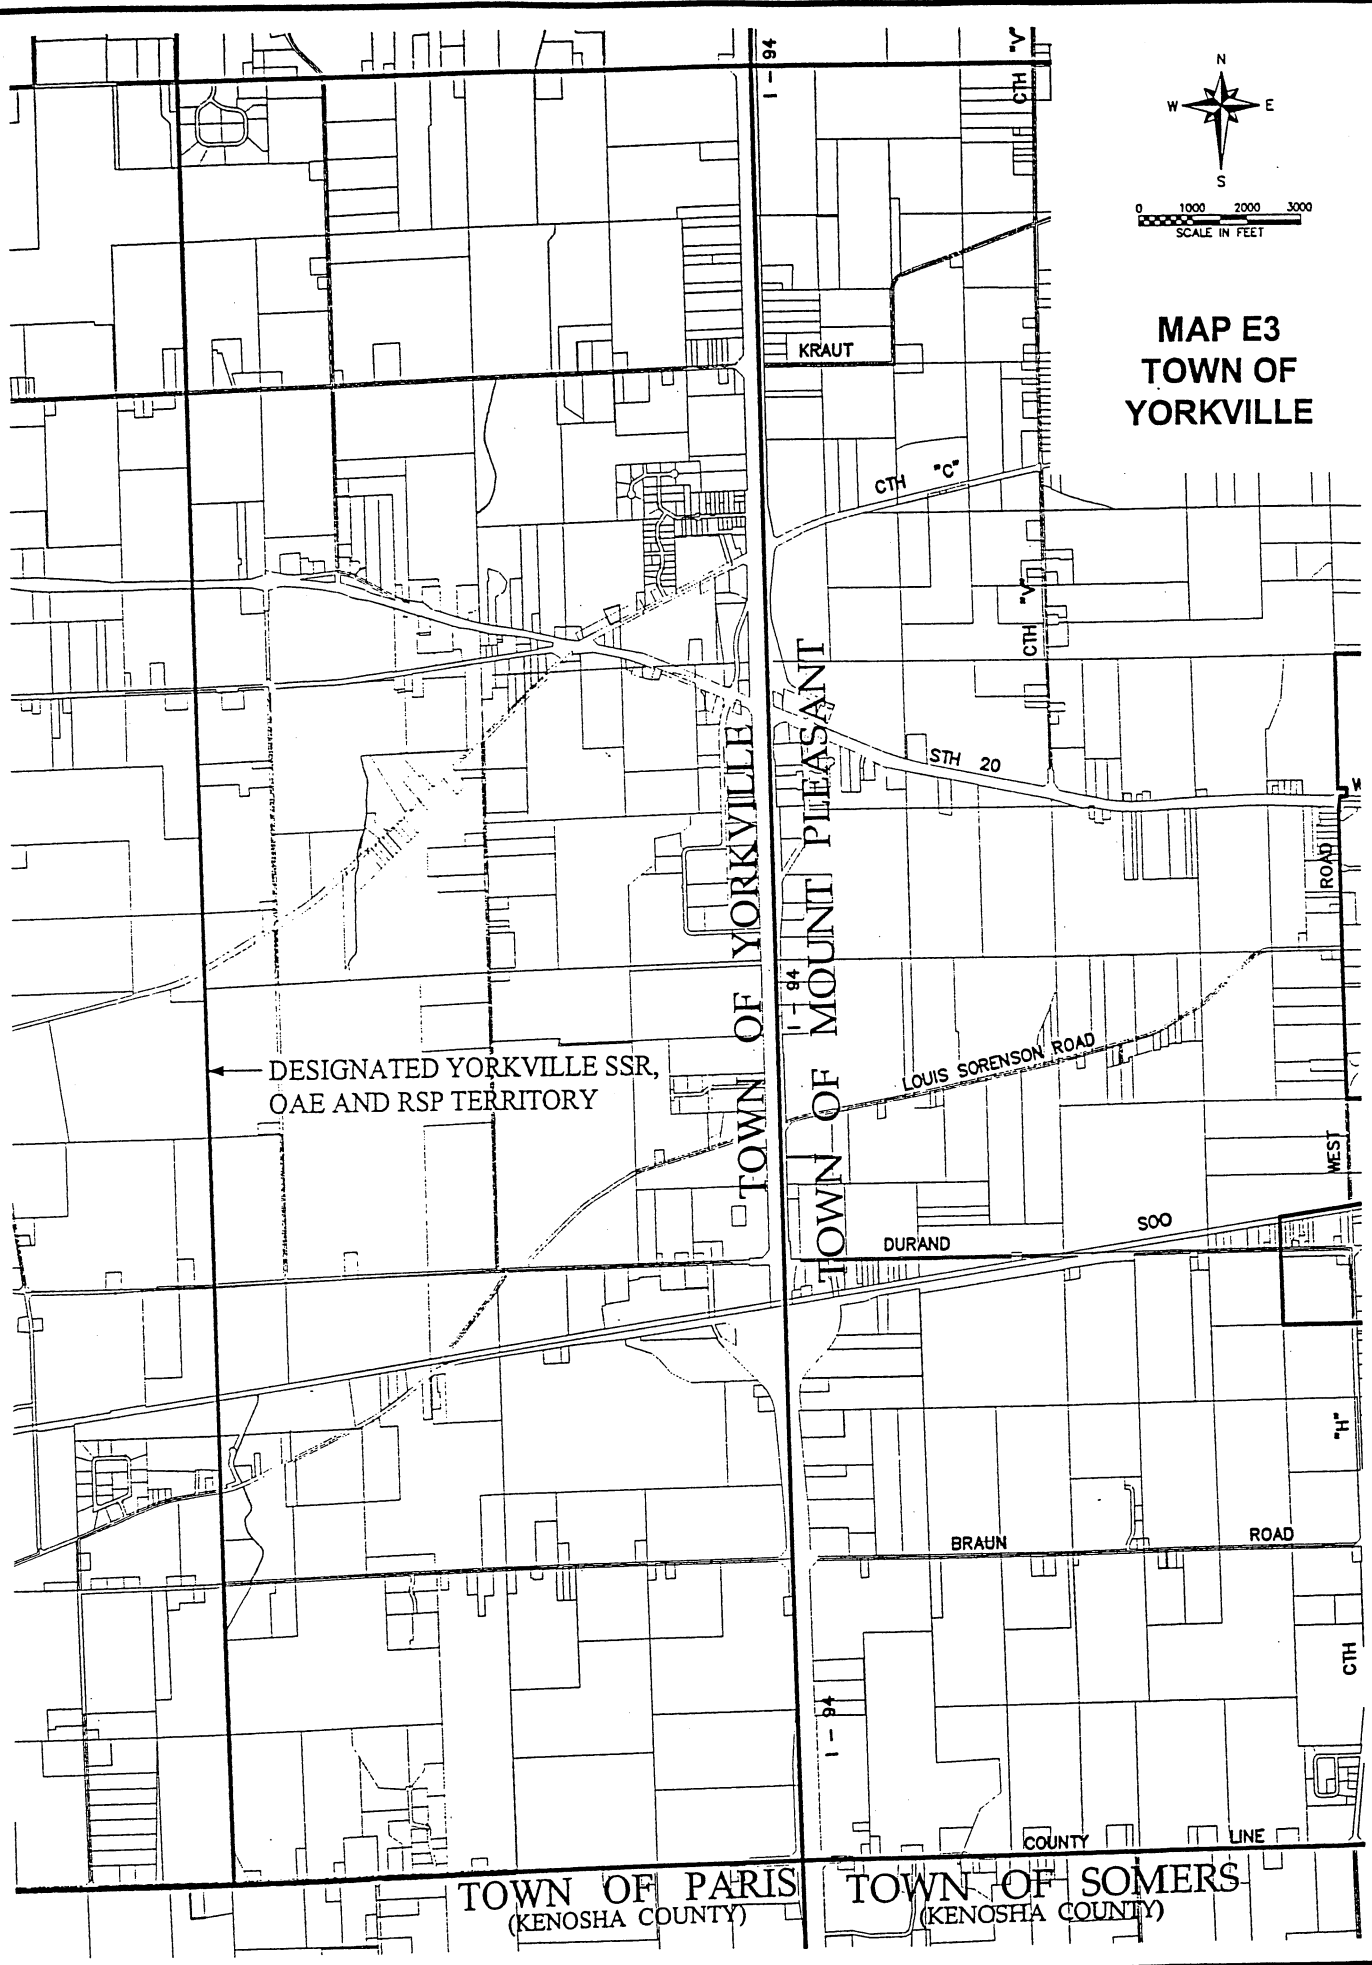 I-94
CTH "V"
N
W E
S
0 1000 2000 3000
SCALE IN FEET
MAP E3
TOWN OF
YORKVILLE
KRAUT
CTH "C"
CTH "V"
STH 20
W
ROAD
TOWN OF YORKVILLE
TOWN OF MOUNT PLEASANT
I-94
LOUIS SORENSON ROAD
DESIGNATED YORKVILLE SSR,
OAE AND RSP TERRITORY
WEST
SOO
DURAND
"H"
BRAUN ROAD
CTH
I-94
COUNTY LINE
TOWN OF PARIS
(KENOSHA COUNTY)
TOWN OF SOMERS
(KENOSHA COUNTY)